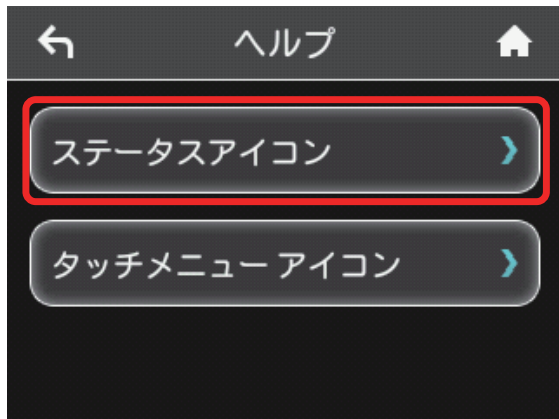 ヘルプ
ステータスアイコン
タッチメニュー アイコン